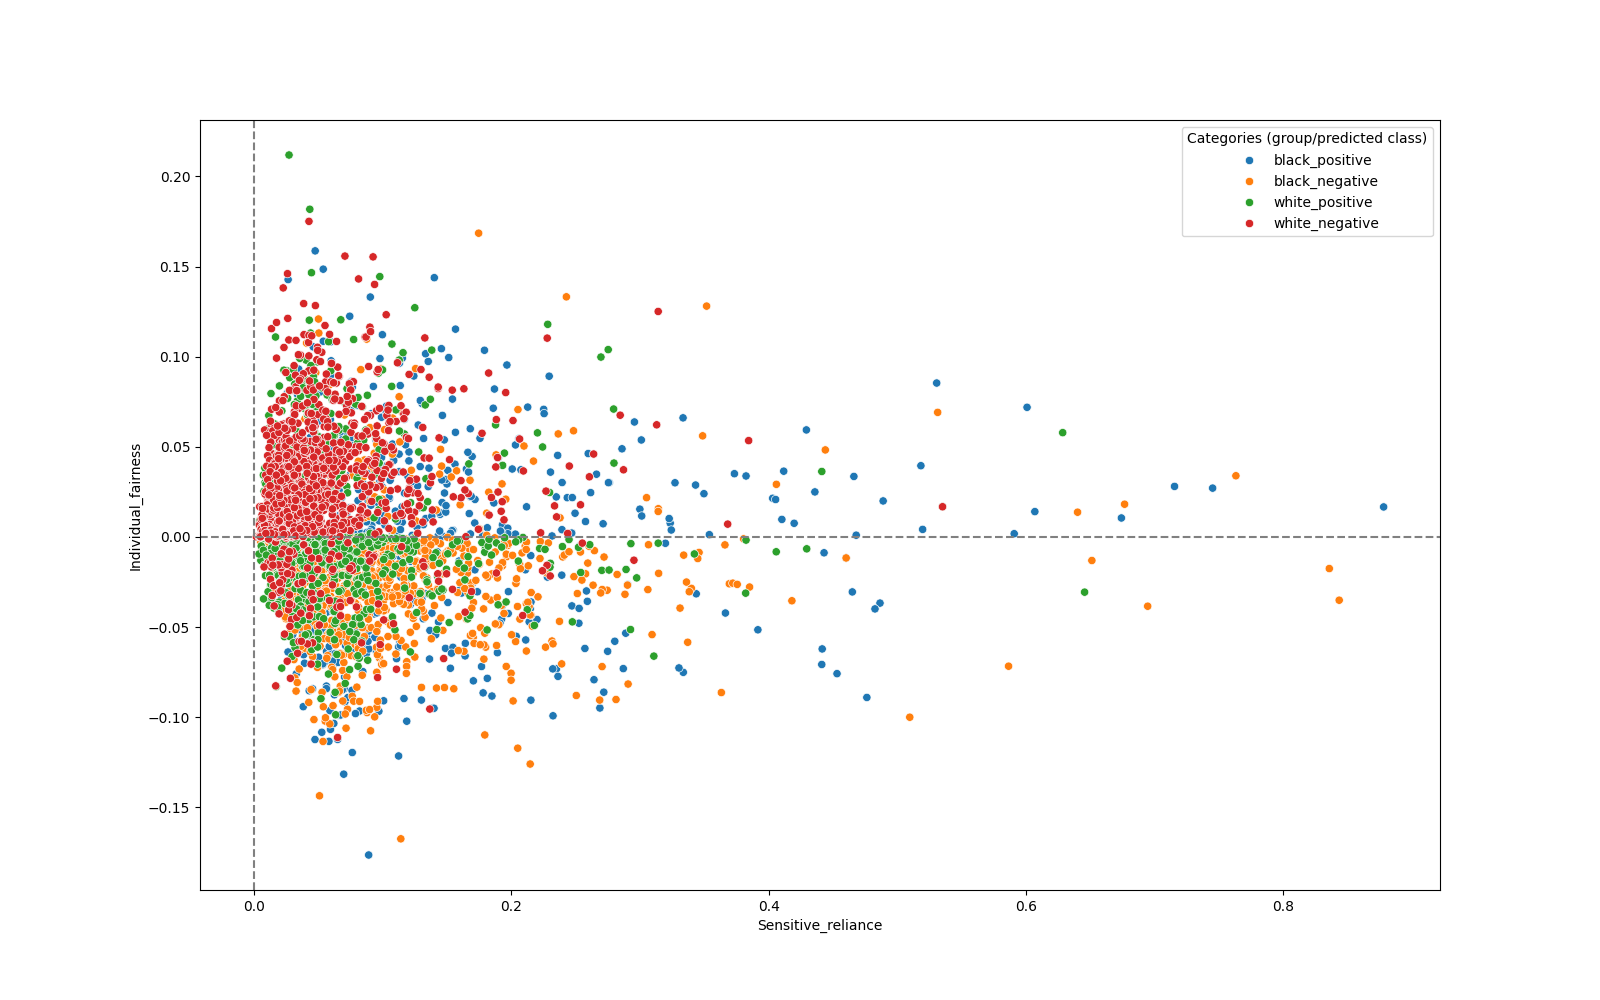 Categories (group/predicted class)
black_positive
black_negative
white_positive
white_negative
0.20
0.15
0.10
0.05
0.00
−0.05
−0.10
−0.15
Individual_fairness
0.0
0.2
0.4
0.6
0.8
Sensitive_reliance